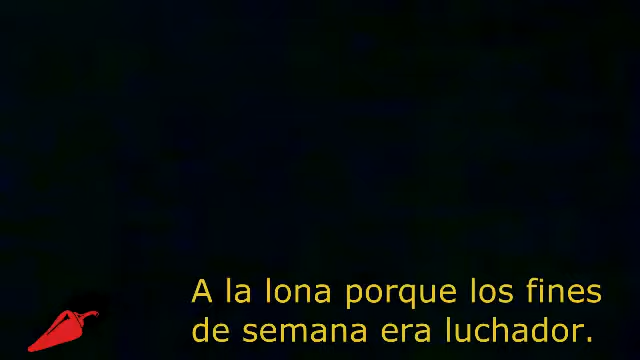 A la lona porque los fines
de semana era luchador.